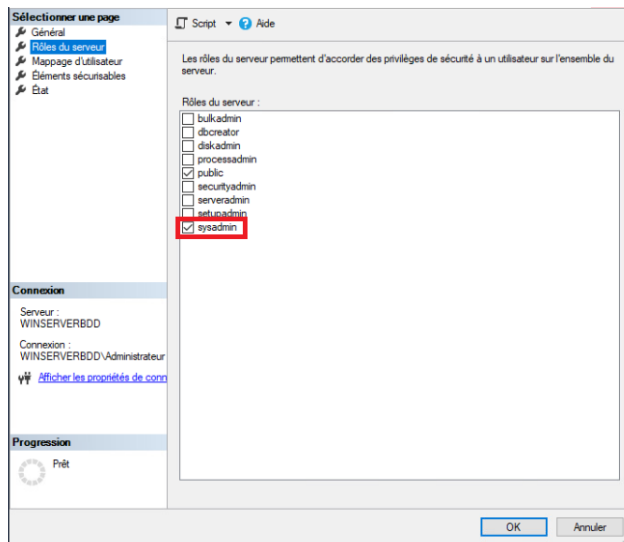 Sélectionner une page
Général
Rôles du serveur
Mappage d'utilisateur
Éléments sécurisables
État
Script
Aide
Les rôles du serveur permettent d'accorder des privilèges de sécurité à un utilisateur sur l'ensemble du
serveur.
Rôles du serveur :
bulkadmin
dbcreator
diskadmin
processadmin
public
securityadmin
serveradmin
setupadmin
sysadmin
Connexion
Serveur :
WINSERVERBDD
Connexion :
WINSERVERBDD\Administrateur
Afficher les propriétés de conn
Progression
Prêt
OK
Annuler